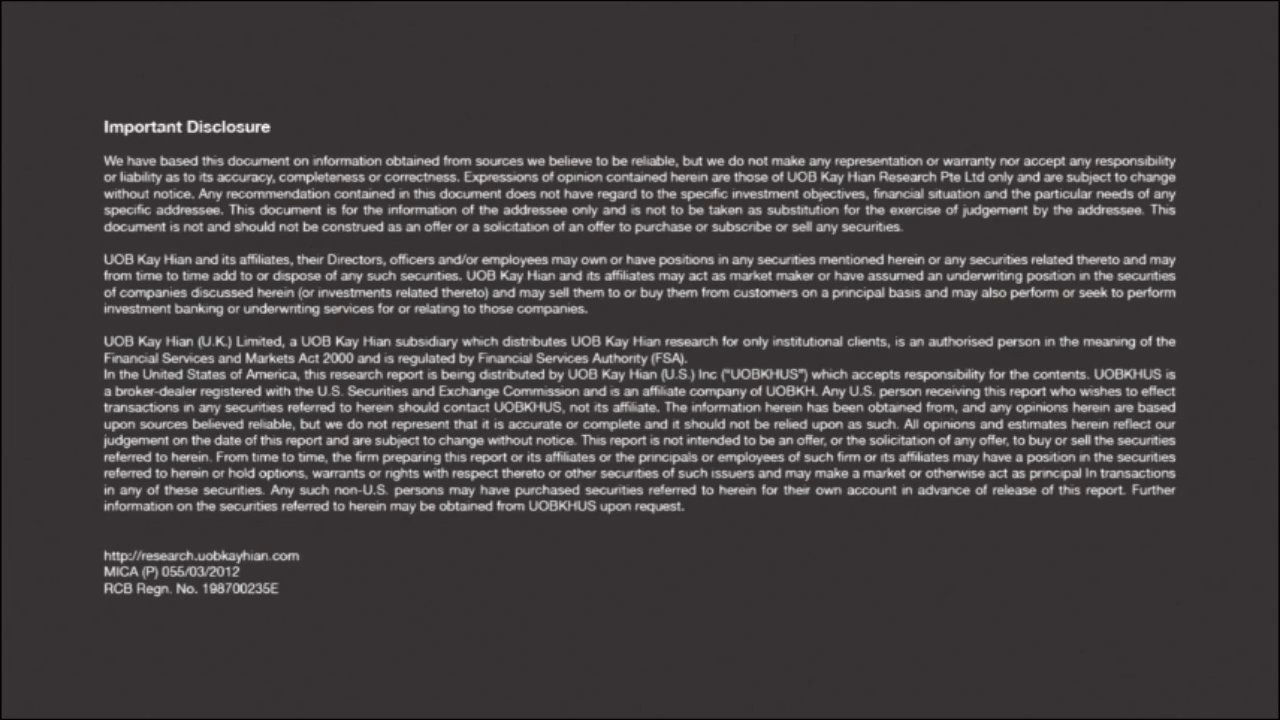 Important Disclosure
We have based this document on information obtained from sources we believe to be reliable, but we do not make any representation or warranty nor accept any responsibility
or liability as to its accuracy, completeness or correctness. Expressions of opinion contained herein are those of UOB Kay Hian Research Pte Ltd only and are subject to change
without notice. Any recommendation contained in this document does not have regard to the specific investment objectives, financial situation and the particular needs of any
specific addressee. This document is for the information of the addressee only and is not to be taken as substitution for the exercise of judgement by the addressee. This
document is not and should not be construed as an offer or a solicitation of an offer to purchase or subscribe or sell any securities.
UOB Kay Hian and its affiliates, their Directors, officers and/or employees may own or have positions in any securities mentioned herein or any securities related thereto and may
from time to time add to or dispose of any such securities. UOB Kay Hian and its affiliates may act as market maker or have assumed an underwriting position in the securities
of companies discussed herein (or investments related thereto) and may sell them to or buy them from customers on a principal basis and may also perform or seek to perform
investment banking or underwriting services for or relating to those companies.
UOB Kay Hian (U.K.) Limited, a UOB Kay Hian subsidiary which distributes UOB Kay Hian research for only institutional clients, is an authorised person in the meaning of the
Financial Services and Markets Act 2000 and is regulated by Financial Services Authority (FSA).
In the United States of America, this research report is being distributed by UOB Kay Hian (U.S.) Inc (“UOBKHUS”) which accepts responsibility for the contents. UOBKHUS is
a broker-dealer registered with the U.S. Securities and Exchange Commission and is an affiliate company of UOBKH. Any U.S. person receiving this report who wishes to effect
transactions in any securities referred to herein should contact UOBKHUS, not its affiliate. The information herein has been obtained from, and any opinions herein are based
upon sources believed reliable, but we do not represent that it is accurate or complete and it should not be relied upon as such. All opinions and estimates herein reflect our
judgement on the date of this report and are subject to change without notice. This report is not intended to be an offer, or the solicitation of any offer, to buy or sell the securities
referred to herein. From time to time, the firm preparing this report or its affiliates or the principals or employees of such firm or its affiliates may have a position in the securities
referred to herein or hold options, warrants or rights with respect thereto or other securities of such issuers and may make a market or otherwise act as principal In transactions
in any of these securities. Any such non-U.S. persons may have purchased securities referred to herein for their own account in advance of release of this report. Further
information on the securities referred to herein may be obtained from UOBKHUS upon request.
http://research.uobkayhian.com
MICA (P) 055/03/2012
RCB Regn. No. 198700235E